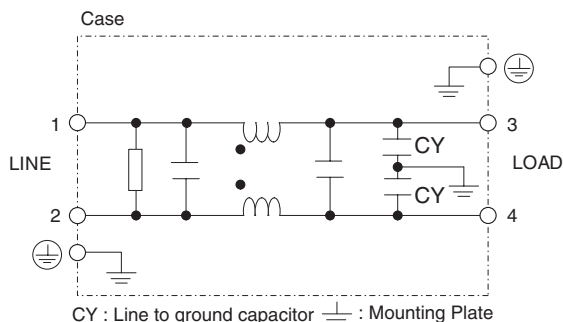 Case
1
3
CY
LINE
LOAD
CY
2
4
CY : Line to ground capacitor : Mounting Plate